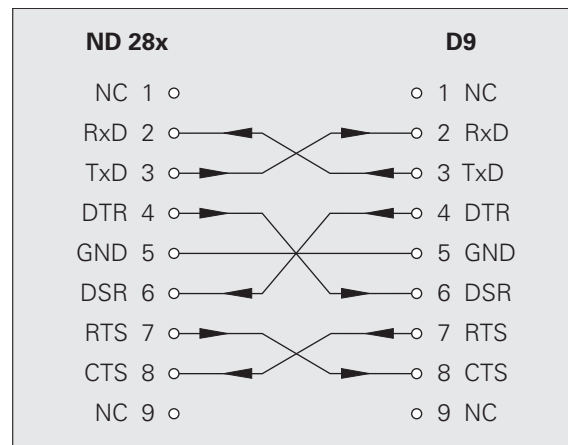 ND 28x D9
NC 1 1 NC
RxD 2 2 RxD
TxD 3 3 TxD
DTR 4 4 DTR
GND 5 5 GND
DSR 6 6 DSR
RTS 7 7 RTS
CTS 8 8 CTS
NC 9 9 NC